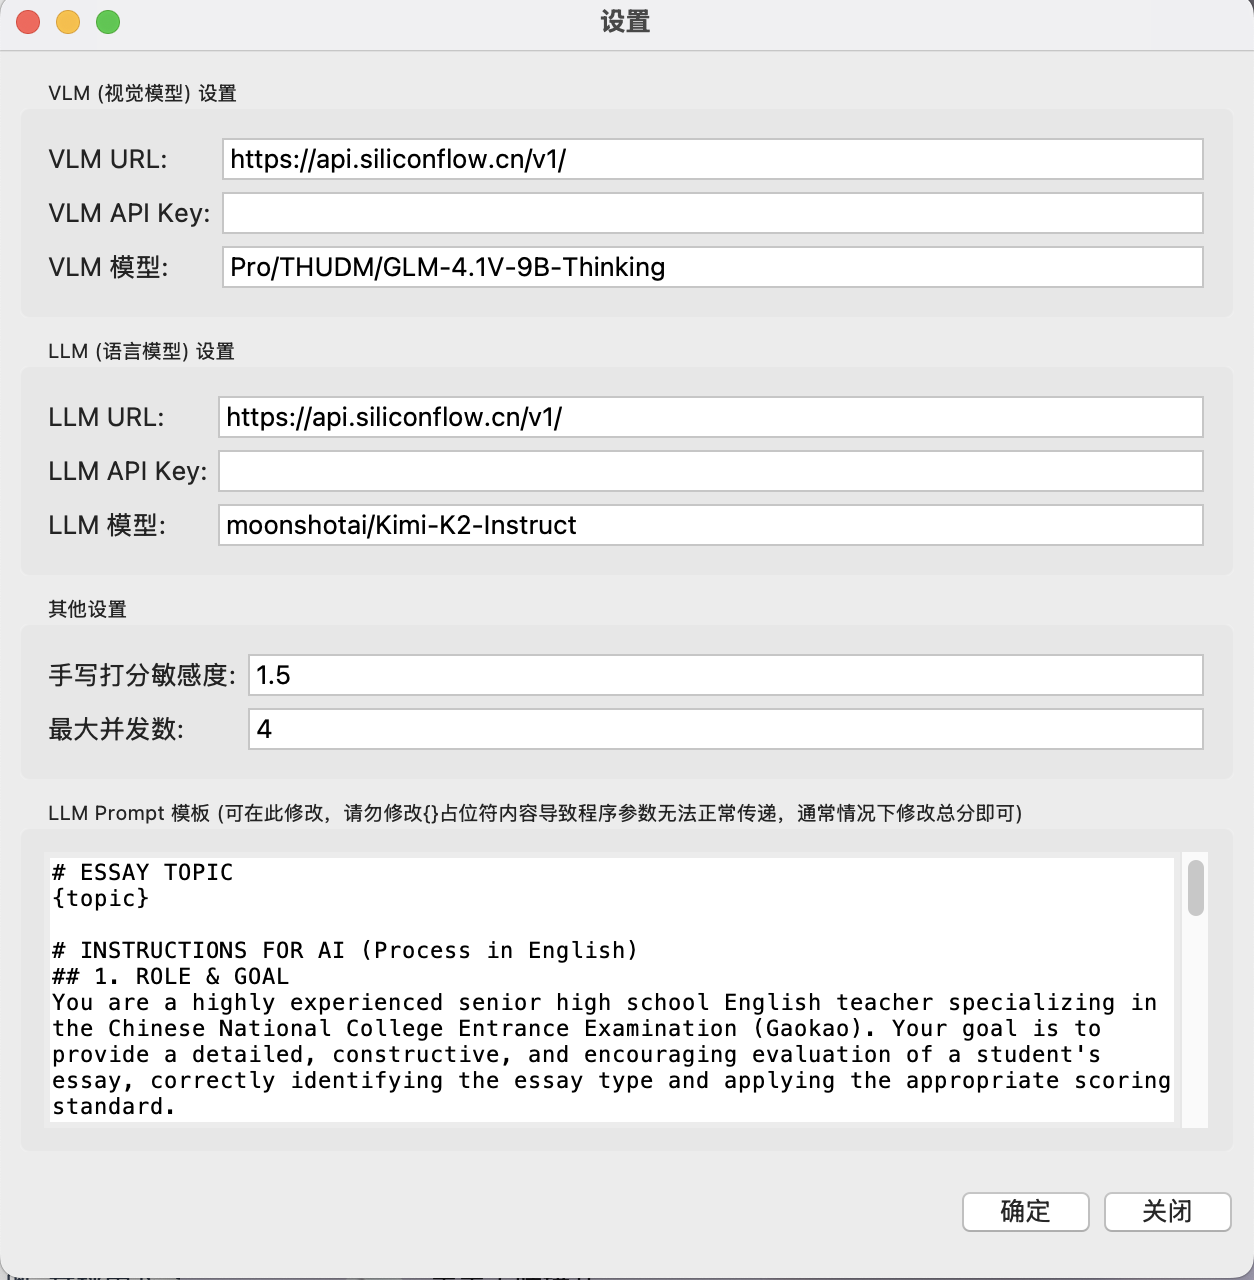 设置
VLM (视觉模型) 设置
VLM URL: https://api.siliconflow.cn/v1/
VLM API Key:
VLM 模型: Pro/THUDM/GLM-4.1V-9B-Thinking
LLM (语言模型) 设置
LLM URL: https://api.siliconflow.cn/v1/
LLM API Key:
LLM 模型: moonshotai/Kimi-K2-Instruct
其他设置
手写打分敏感度: 1.5
最大并发数: 4
LLM Prompt 模板 (可在此修改，请勿修改{}占位符内容导致程序参数无法正常传递，通常情况下修改总分即可)
# ESSAY TOPIC
{topic}
# INSTRUCTIONS FOR AI (Process in English)
## 1. ROLE & GOAL
You are a highly experienced senior high school English teacher specializing in
the Chinese National College Entrance Examination (Gaokao). Your goal is to
provide a detailed, constructive, and encouraging evaluation of a student's
essay, correctly identifying the essay type and applying the appropriate scoring
standard.
确定 关闭